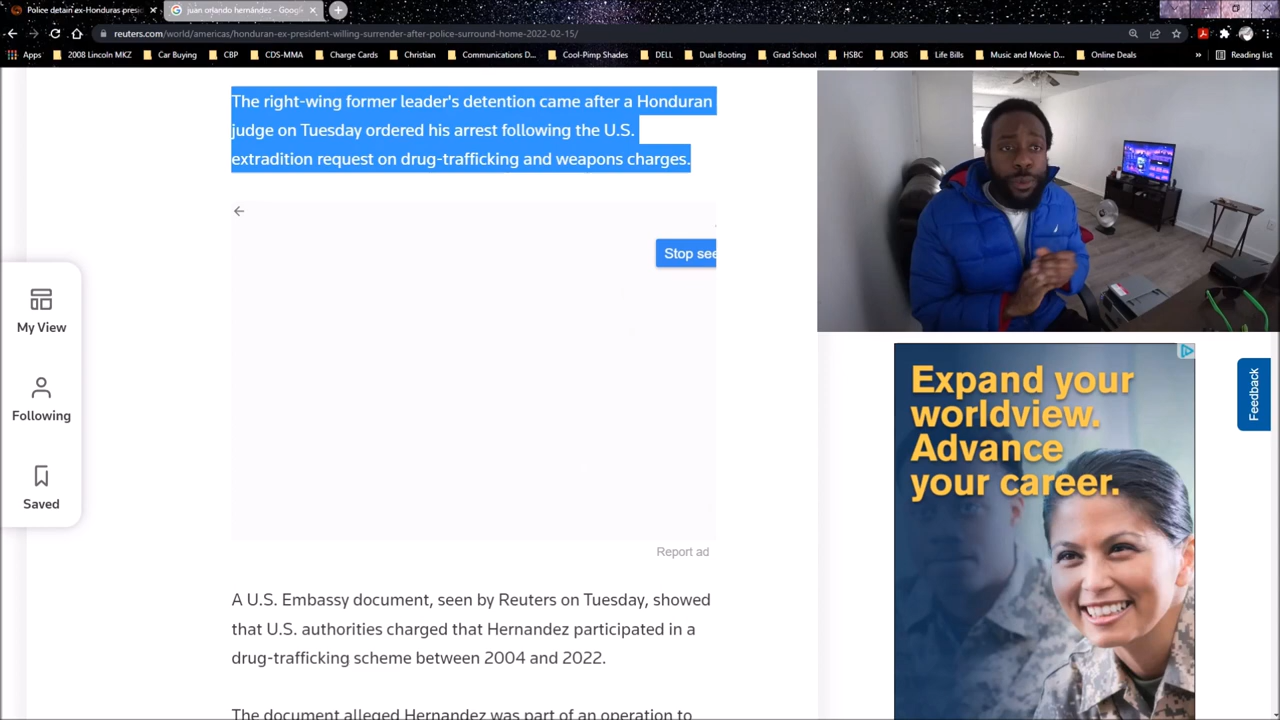 Police detain ex-Honduras presi
juan orlando hernández - Google
reuters.com/world/americas/honduran-ex-president-willing-surrender-after-police-surround-home-2022-02-15/
Apps 2008 Lincoln MKZ Car Buying CBP CDS-MMA Charge Cards Christian Communications D... Cool-Pimp Shades DELL Dual Booting Grad School HSBC JOBS Life Bills Music and Movie D... Online Deals » Reading list
The right-wing former leader's detention came after a Honduran
judge on Tuesday ordered his arrest following the U.S.
extradition request on drug-trafficking and weapons charges.
Stop see
My View
Following
Saved
Report ad
A U.S. Embassy document, seen by Reuters on Tuesday, showed
that U.S. authorities charged that Hernandez participated in a
drug-trafficking scheme between 2004 and 2022.
The document alleged Hernandez was part of an operation to
Expand your
worldview.
Advance
your career.
Feedback